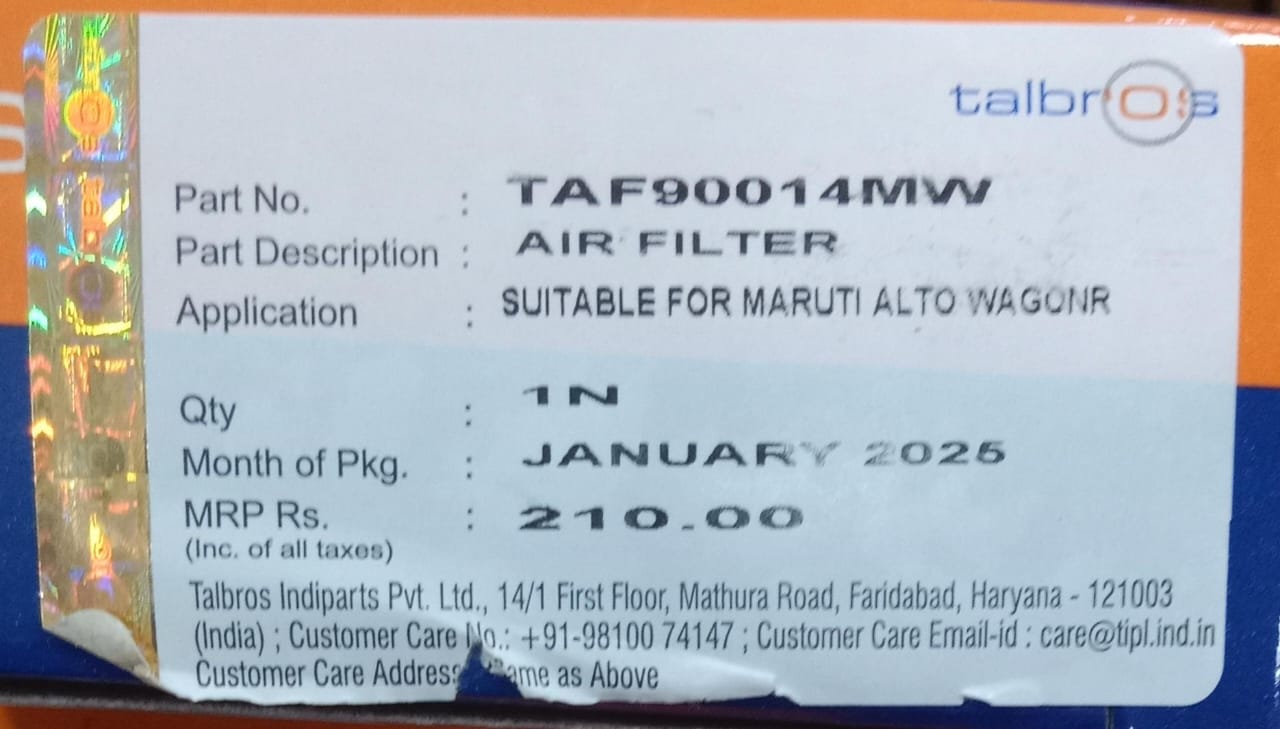 talbros
Part No. : TAF90014MW
Part Description : AIR FILTER
Application : SUITABLE FOR MARUTI ALTO WAGONR
Qty : 1N
Month of Pkg. : JANUARY 2025
MRP Rs. : 210.00
(Inc. of all taxes)
Talbros Indiparts Pvt. Ltd., 14/1 First Floor, Mathura Road, Faridabad, Haryana - 121003
(India) ; Customer Care No.: +91-98100 74147 ; Customer Care Email-id : care@tipl.ind.in
Customer Care Address Same as Above